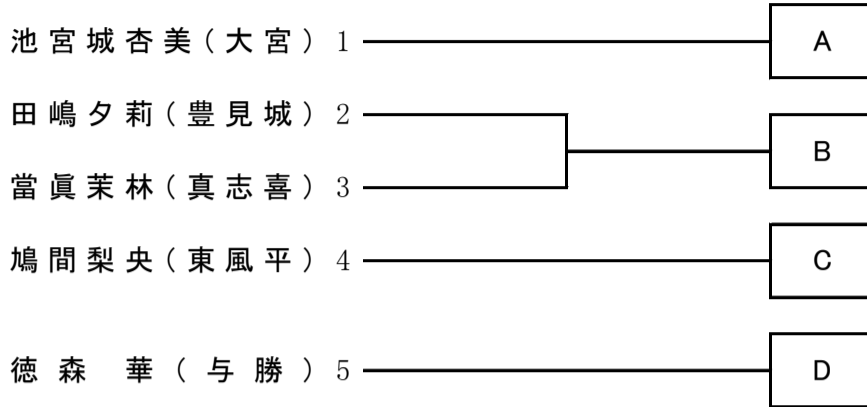 池宮城杏美(大宮) 1 A
田嶋夕莉(豊見城) 2
B
當眞茉林(真志喜) 3
鳩間梨央(東風平) 4 C
徳森 華(与勝) 5 D